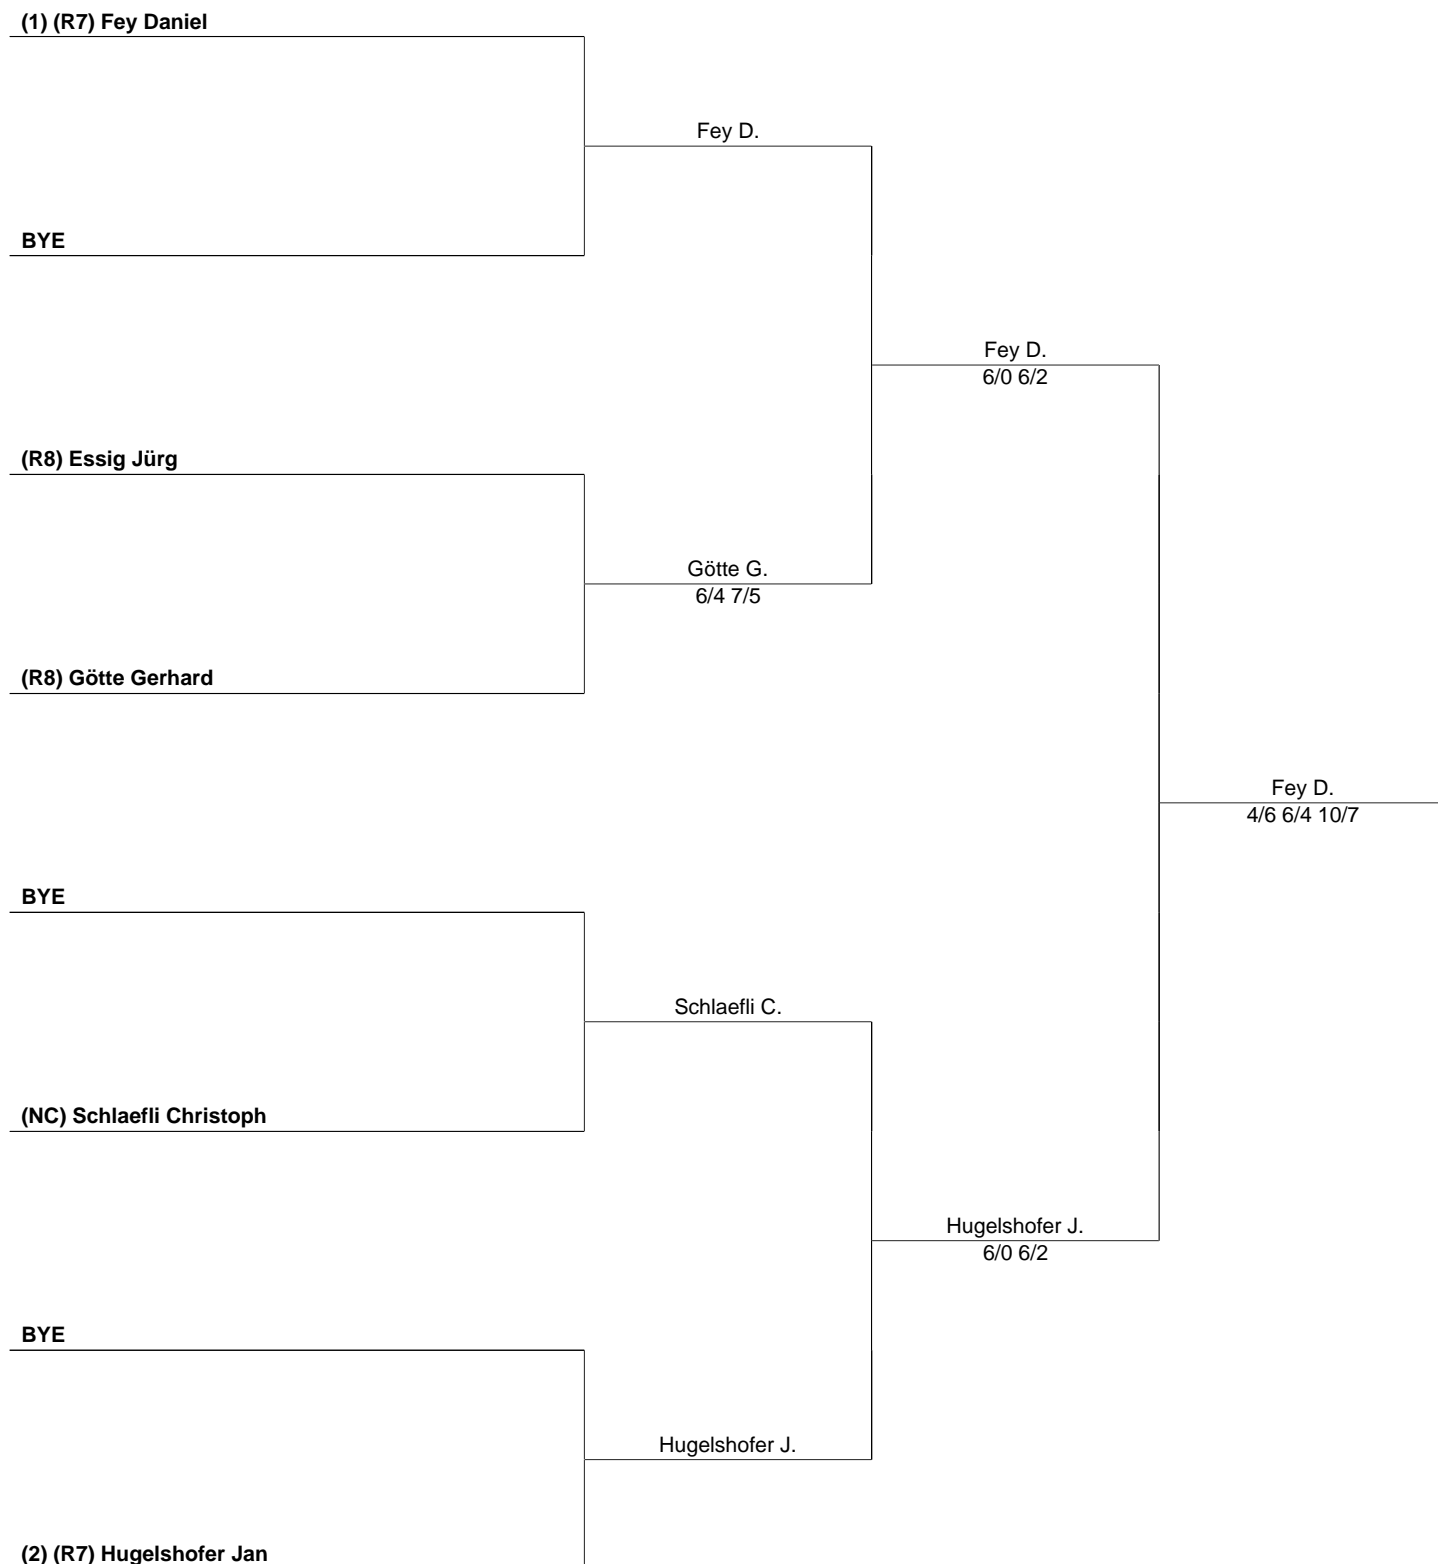 (1) (R7) Fey Daniel
Fey D.
BYE
Fey D.
6/0 6/2
(R8) Essig Jürg
Götte G.
6/4 7/5
(R8) Götte Gerhard
Fey D.
4/6 6/4 10/7
BYE
Schlaefli C.
(NC) Schlaefli Christoph
Hugelshofer J.
6/0 6/2
BYE
Hugelshofer J.
(2) (R7) Hugelshofer Jan